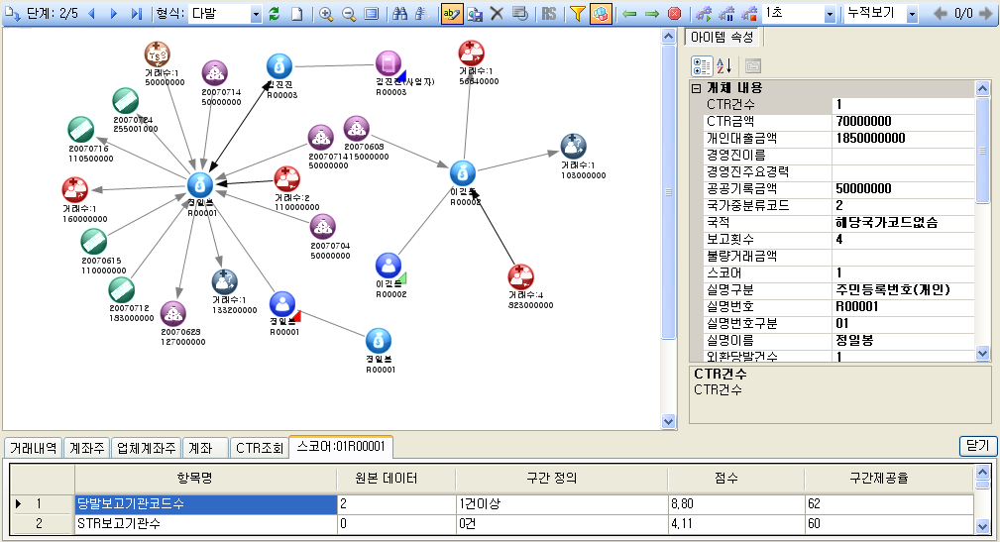 단계: 2/5
형식: 다발
1초
누적보기
0/0
RS
ab
아이템 속성
거래수:1
50000000
20070714
50000000
김진진
R00003
김진진(사업자)
R00003
거래수:1
56640000
20070724
255001000
20070716
110500000
20070714
50000000
20070603
415000000
거래수:1
103000000
거래수:1
160000000
정일봉
R00001
거래수:2
110000000
R00002
20070615
110000000
20070704
50000000
20070712
183000000
20070629
127000000
거래수:1
133200000
정일봉
R00001
R00002
거래수:4
823000000
정일봉
R00001
개체 내용
CTR건수 1
CTR금액 70000000
개인대출금액 1850000000
경영진이름
경영진주요경력
공공기록금액 50000000
국가중분류코드 2
국적 해당국가코드없슴
보고횟수 4
불량거래금액
스코어 1
실명구분 주민등록번호(개인)
실명번호 R00001
실명번호구분 01
실명이름 정일봉
외환당발건수 1
CTR건수
CTR건수
거래내역 계좌주 업체계좌주 계좌 CTR조회 스코어:01R00001
닫기
항목명 원본 데이터 구간 정의 점수 구간제공율
1 당발보고기관코드수 2 1건이상 8,80 62
2 STR보고기관수 0 0건 4,11 60